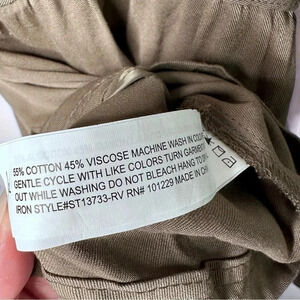 55% COTTON 45% VISCOSE MACHINE WASH IN
GENTLE CYCLE WITH LIKE COLORS TURN GARMENT
OUT WHILE WASHING DO NOT BLEACH HANG TO
IRON STYLE#ST13733-RV RN# 101229 MADE IN